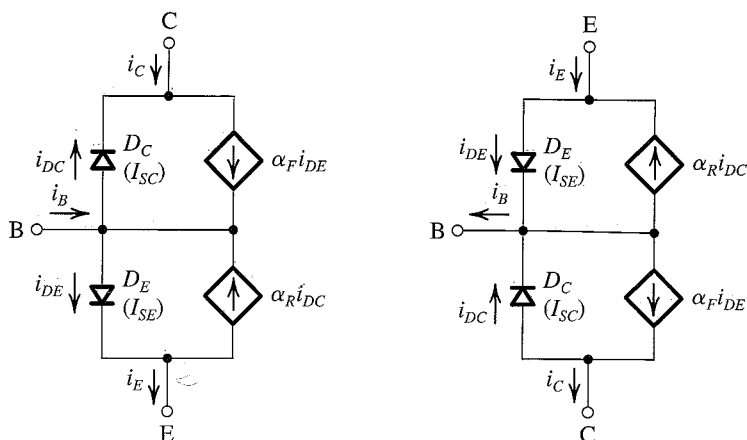 C
i_C
D_C
(I_SC)
i_DC
α_F i_DE
i_B
B
i_DE
D_E
(I_SE)
α_R i_DC
i_E
E
E
i_E
i_DE
D_E
(I_SE)
α_R i_DC
i_B
B
D_C
(I_SC)
i_DC
α_F i_DE
i_C
C